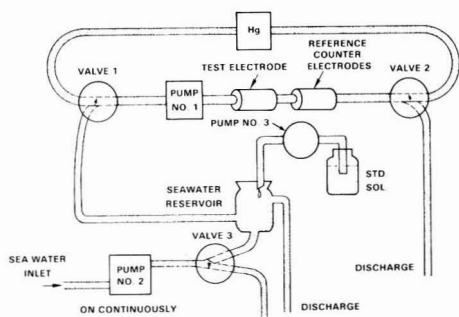 Hg
REFERENCE
COUNTER
ELECTRODES
VALVE 1
TEST ELECTRODE
VALVE 2
PUMP
NO. 1
PUMP NO. 3
STD
SOL
SEAWATER
RESERVOIR
VALVE 3
SEA WATER
INLET
PUMP
NO. 2
DISCHARGE
ON CONTINUOUSLY
DISCHARGE